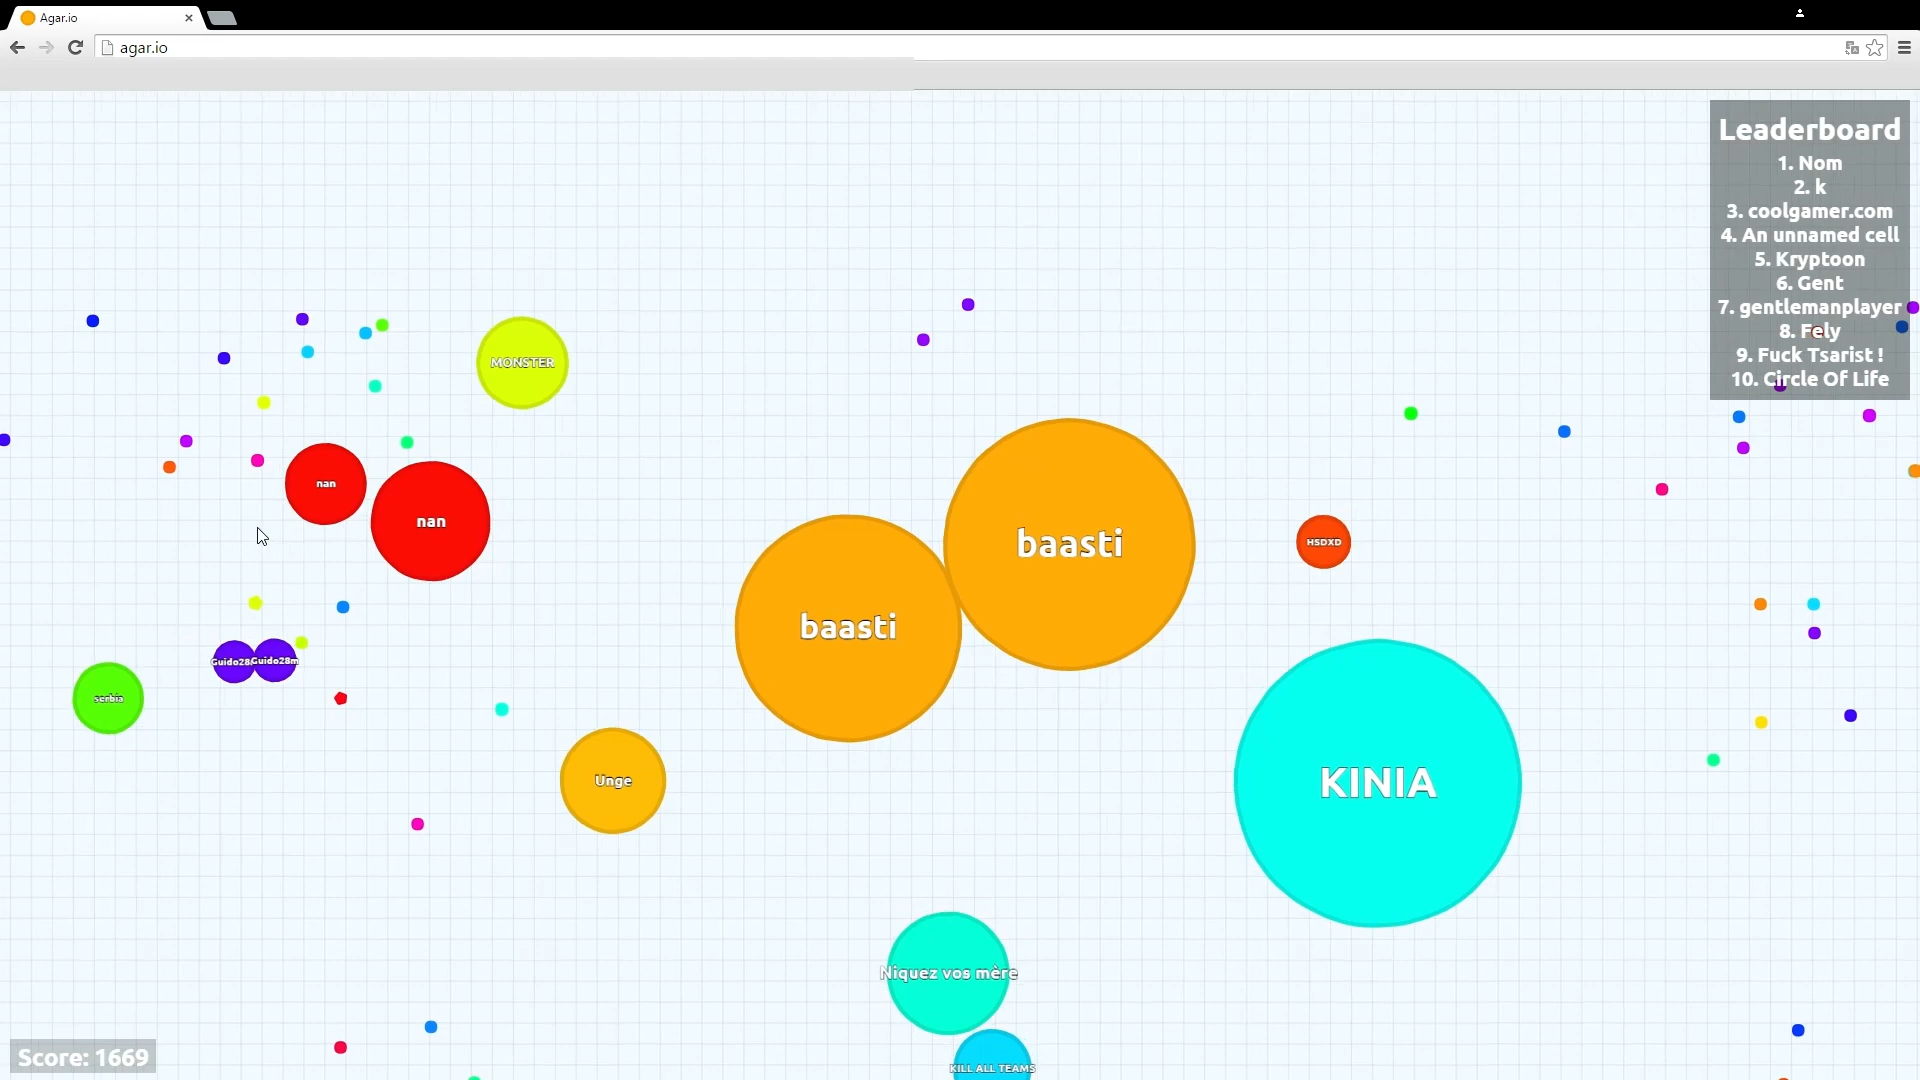 Agar.io
agar.io
Leaderboard
1. Nom
2. k
3. coolgamer.com
4. An unnamed cell
5. Kryptoon
6. Gent
7. gentlemanplayer
8. Fely
9. Fuck Tsarist !
10. Circle Of Life
MONSTER
nan
nan
baasti
HSDXD
baasti
Guido28m
serbia
Unge
KINIA
Niquez vos mère
KILL ALL TEAMS
Score: 1669